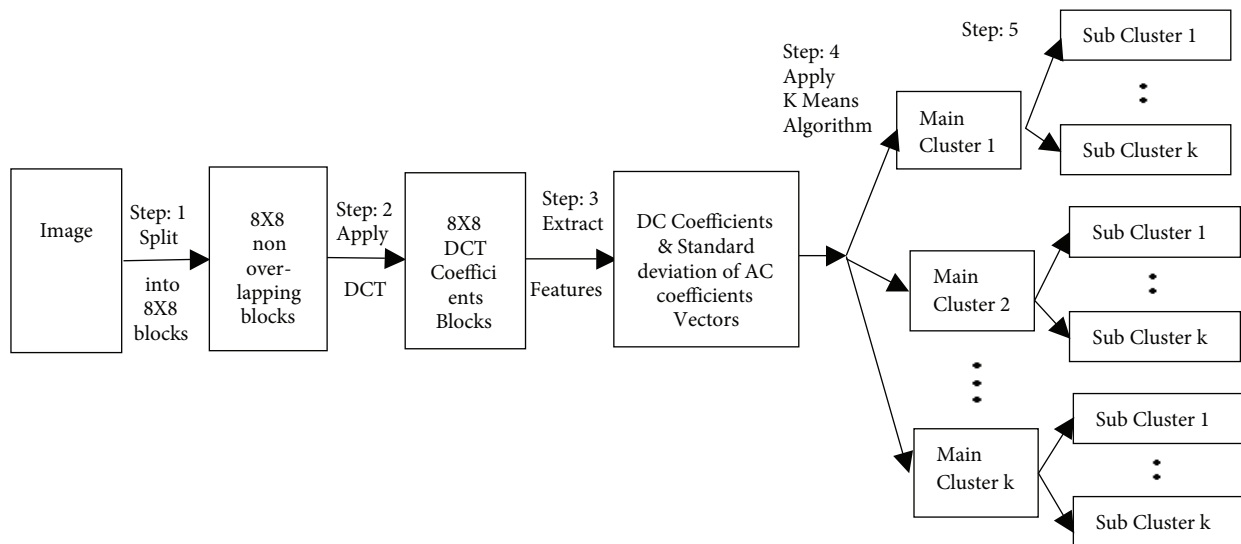 Image
Step: 1
Split
into
8X8
blocks
8X8
non
over-
lapping
blocks
Step: 2
Apply
DCT
8X8
DCT
Coeffici
ents
Blocks
Step: 3
Extract
Features
DC Coefficients
& Standard
deviation of AC
coefficients
Vectors
Step: 4
Apply
K Means
Algorithm
Main
Cluster 1
Step: 5
Sub Cluster 1
Sub Cluster k
Main
Cluster 2
Sub Cluster 1
Sub Cluster k
Main
Cluster k
Sub Cluster 1
Sub Cluster k